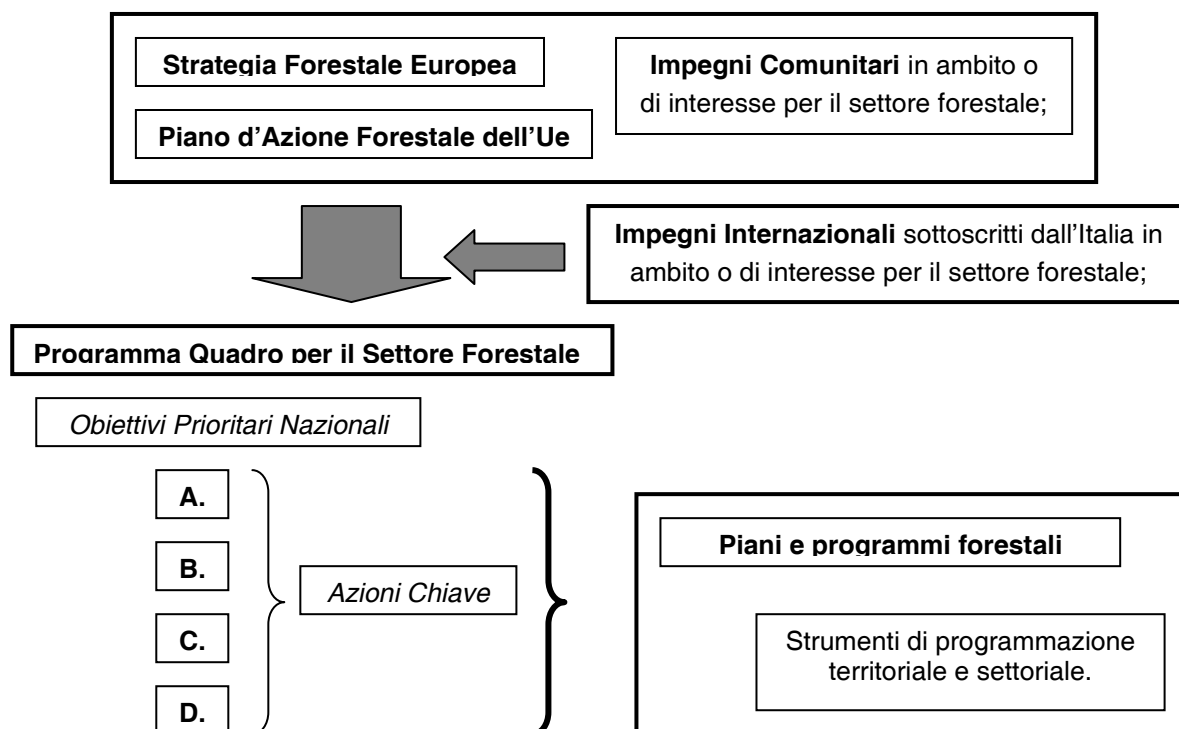 Strategia Forestale Europea
Piano d'Azione Forestale dell'Ue
Impegni Comunitari in ambito o
di interesse per il settore forestale;
Impegni Internazionali sottoscritti dall'Italia in
ambito o di interesse per il settore forestale;
Programma Quadro per il Settore Forestale
Obiettivi Prioritari Nazionali
A.
B.
C.
D.
Azioni Chiave
Piani e programmi forestali
Strumenti di programmazione
territoriale e settoriale.